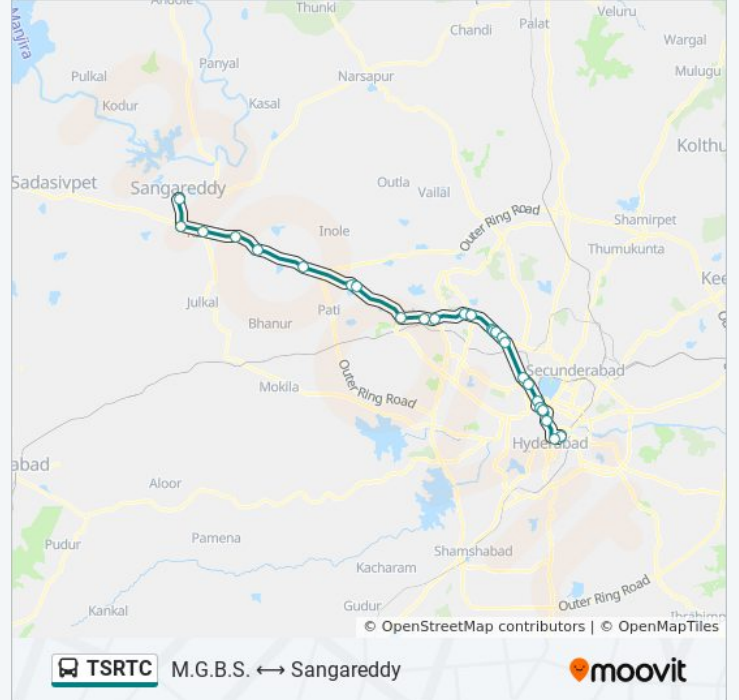 Andole
Thunki
Veluru
Manjira
Chandi
Palat
Wargal
Panyal
Pulkal
Narsapur
Mulugu
Kodur
Kasal
Kolthu
Sadasivpet
Sangareddy
Outla
Vailāl
Outer Ring Road
Shamirpet
Inole
Thumukunta
Kee
Julkal
Pati
Bhanur
Outer Ring Road
Secunderabad
Mokila
Hyderabad
abad
Aloor
Pamena
Pudur
Shamshabad
Kacharam
Outer Ring Road
Gudur
Kankal
Ibrahimp
© OpenStreetMap contributors | © OpenMapTiles
TSRTC M.G.B.S. ⟷ Sangareddy
moovit